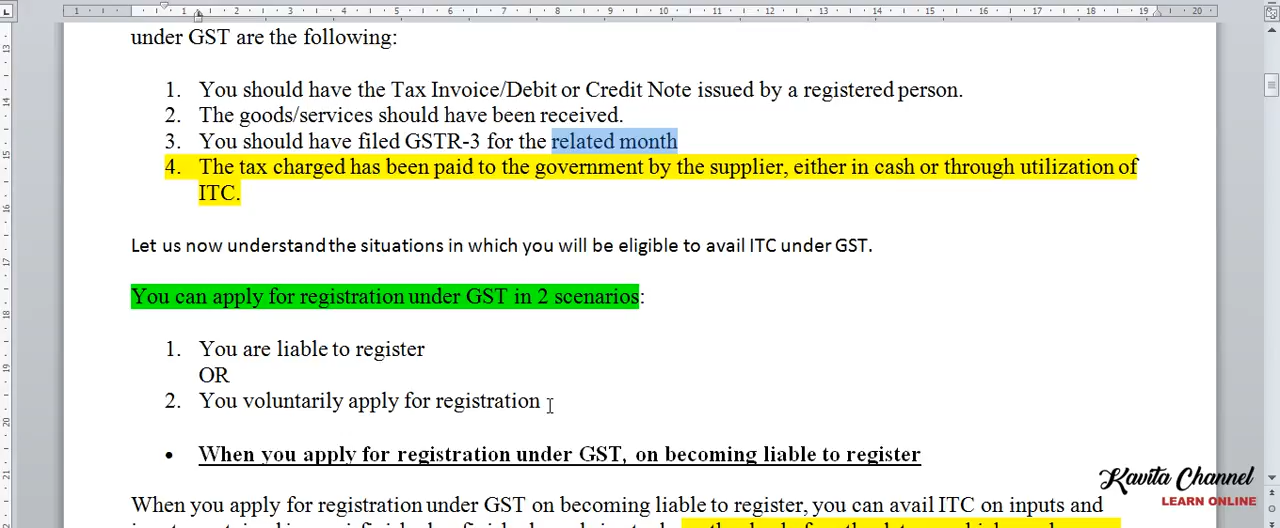 under GST are the following:
1. You should have the Tax Invoice/Debit or Credit Note issued by a registered person.
2. The goods/services should have been received.
3. You should have filed GSTR-3 for the related month
4. The tax charged has been paid to the government by the supplier, either in cash or through utilization of
ITC.
Let us now understand the situations in which you will be eligible to avail ITC under GST.
You can apply for registration under GST in 2 scenarios:
1. You are liable to register
OR
2. You voluntarily apply for registration
• When you apply for registration under GST, on becoming liable to register
When you apply for registration under GST on becoming liable to register, you can avail ITC on inputs and
Kavita Channel
LEARN ONLINE